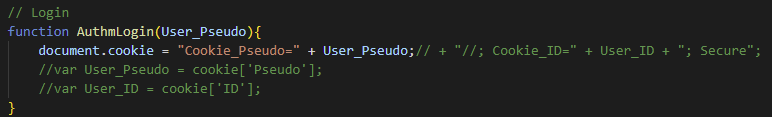 // Login
function AuthmLogin(User_Pseudo){
document.cookie = "Cookie_Pseudo=" + User_Pseudo;// + "//; Cookie_ID=" + User_ID + "; Secure";
//var User_Pseudo = cookie['Pseudo'];
//var User_ID = cookie['ID'];
}